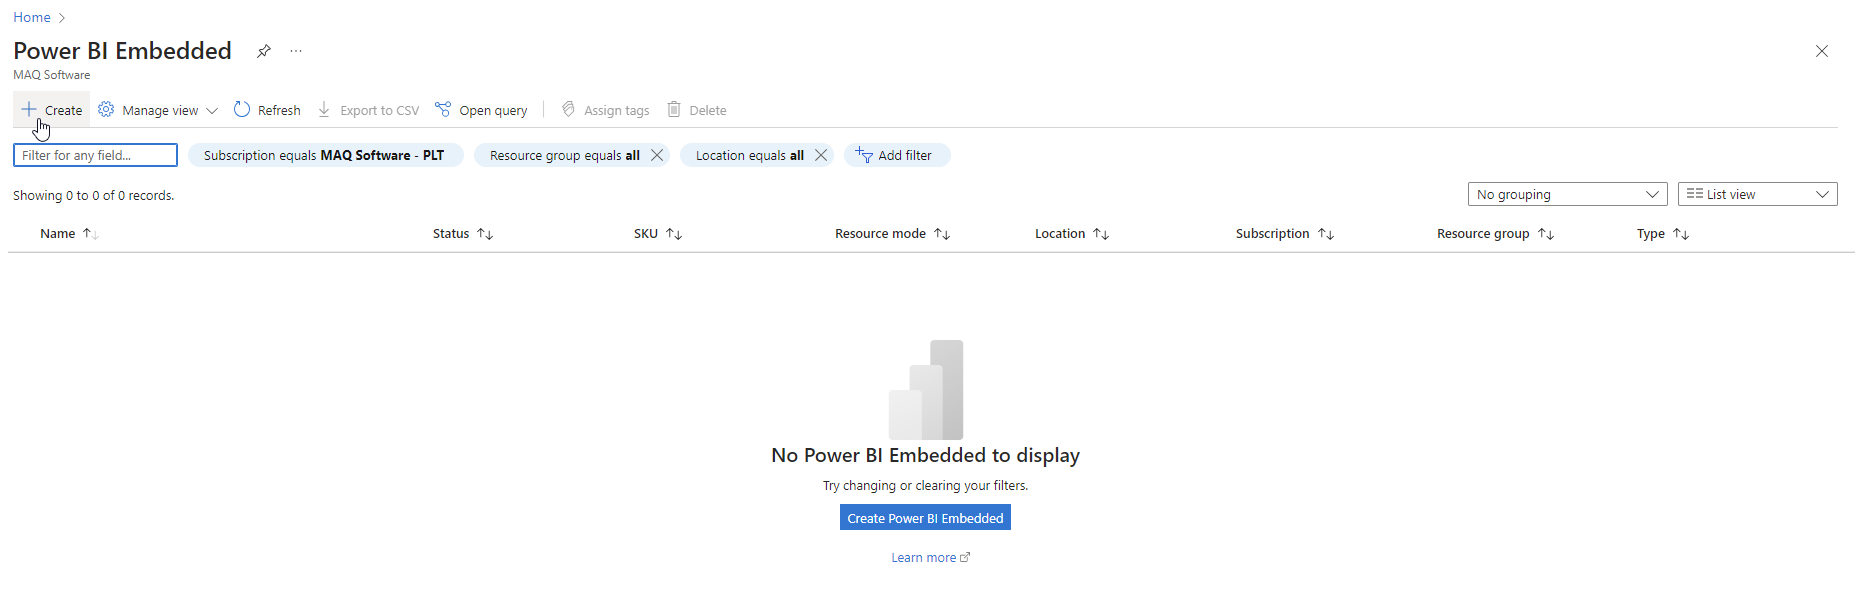 Home
Power BI Embedded
MAQ Software
Create Manage view Refresh Export to CSV Open query Assign tags Delete
Filter for any field... Subscription equals MAQ Software - PLT Resource group equals all Location equals all Add filter
Showing 0 to 0 of 0 records. No grouping List view
Name Status SKU Resource mode Location Subscription Resource group Type
No Power BI Embedded to display
Try changing or clearing your filters.
Create Power BI Embedded
Learn more